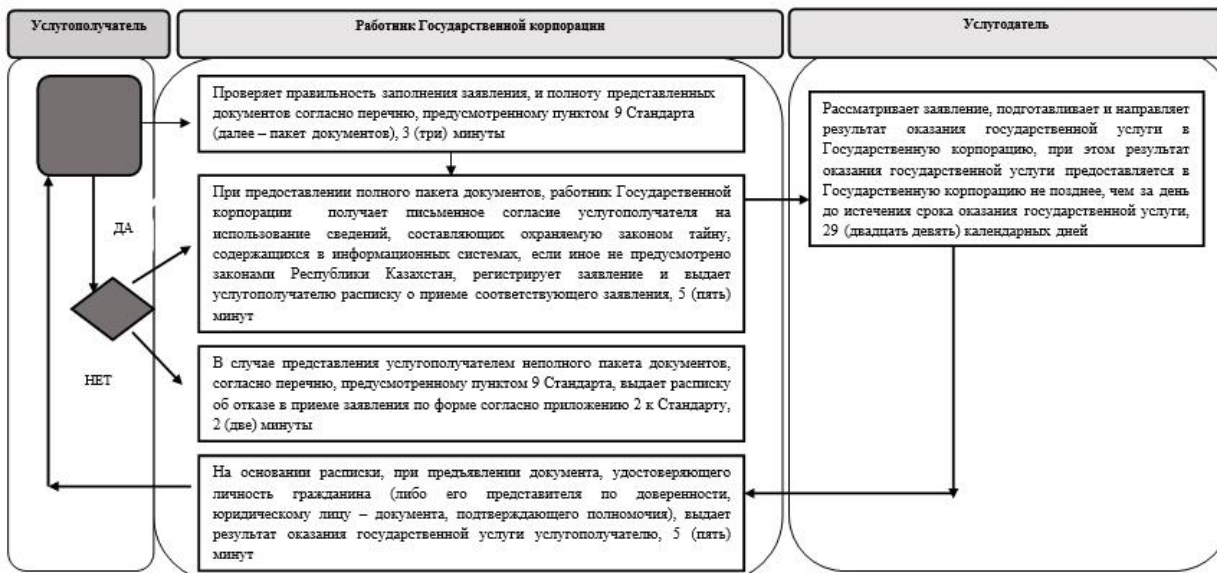 Услугополучатель
Работник Государственной корпорации
Услугодатель
Проверяет правильность заполнения заявления, и полноту представленных
документов согласно перечню, предусмотренному пунктом 9 Стандарта
(далее – пакет документов), 3 (три) минуты
При предоставлении полного пакета документов, работник Государственной
корпорации получает письменное согласие услугополучателя на
использование сведений, составляющих охраняемую законом тайну,
содержащихся в информационных системах, если иное не предусмотрено
законами Республики Казахстан, регистрирует заявление и выдает
услугополучателю расписку о приеме соответствующего заявления, 5 (пять)
минут
ДА
НЕТ
В случае представления услугополучателем неполного пакета документов,
согласно перечню, предусмотренному пунктом 9 Стандарта, выдает расписку
об отказе в приеме заявления по форме согласно приложению 2 к Стандарту,
2 (две) минуты
На основании расписки, при предъявлении документа, удостоверяющего
личность гражданина (либо его представителя по доверенности,
юридическому лицу – документа, подтверждающего полномочия), выдает
результат оказания государственной услуги услугополучателю, 5 (пять)
минут
Рассматривает заявление, подготавливает и направляет
результат оказания государственной услуги в
Государственную корпорацию, при этом результат
оказания государственной услуги предоставляется в
Государственную корпорацию не позднее, чем за день
до истечения срока оказания государственной услуги,
29 (двадцать девять) календарных дней